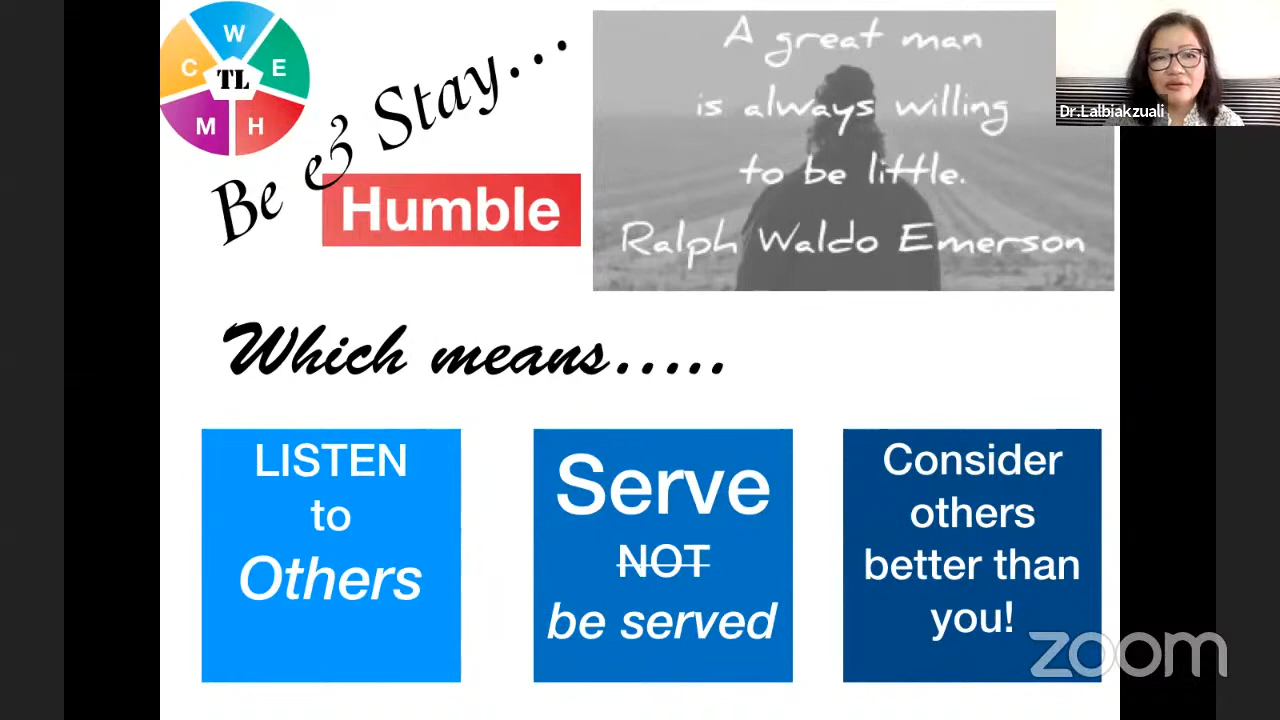 W
C
TL
E
M
H
Be & Stay...
Humble
A great man
is always willing
to be little.
Ralph Waldo Emerson
Dr.Lalbiakzuali
Which means.....
LISTEN
to
Others
Serve
NOT
be served
Consider
others
better than
you!
zoom